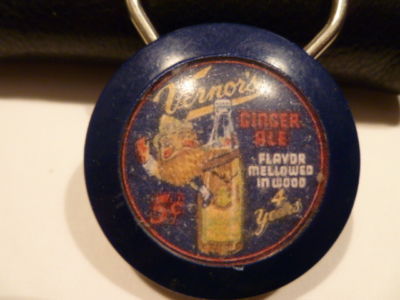 Vernor's
GINGER
ALE
FLAVOR
MELLOWED
IN WOOD
4
Years
5¢